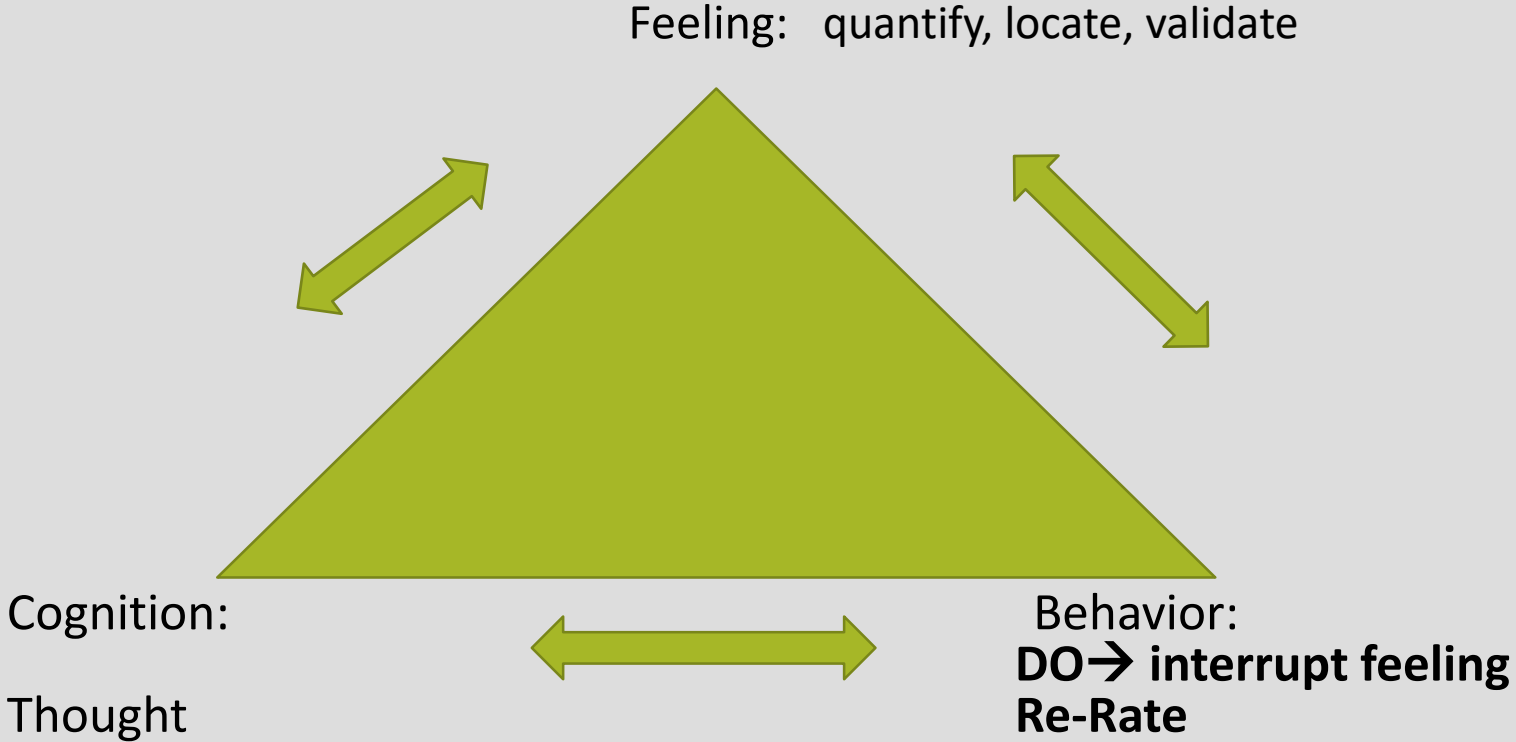 Feeling: quantify, locate, validate
Cognition:
Thought
Behavior:
DO→ interrupt feeling
Re-Rate